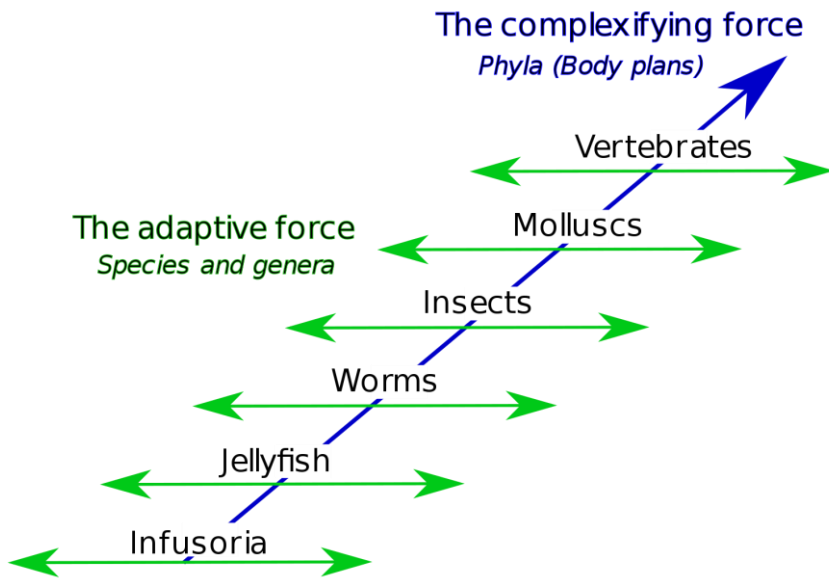 The complexifying force
Phyla (Body plans)
Vertebrates
The adaptive force
Species and genera
Molluscs
Insects
Worms
Jellyfish
Infusoria